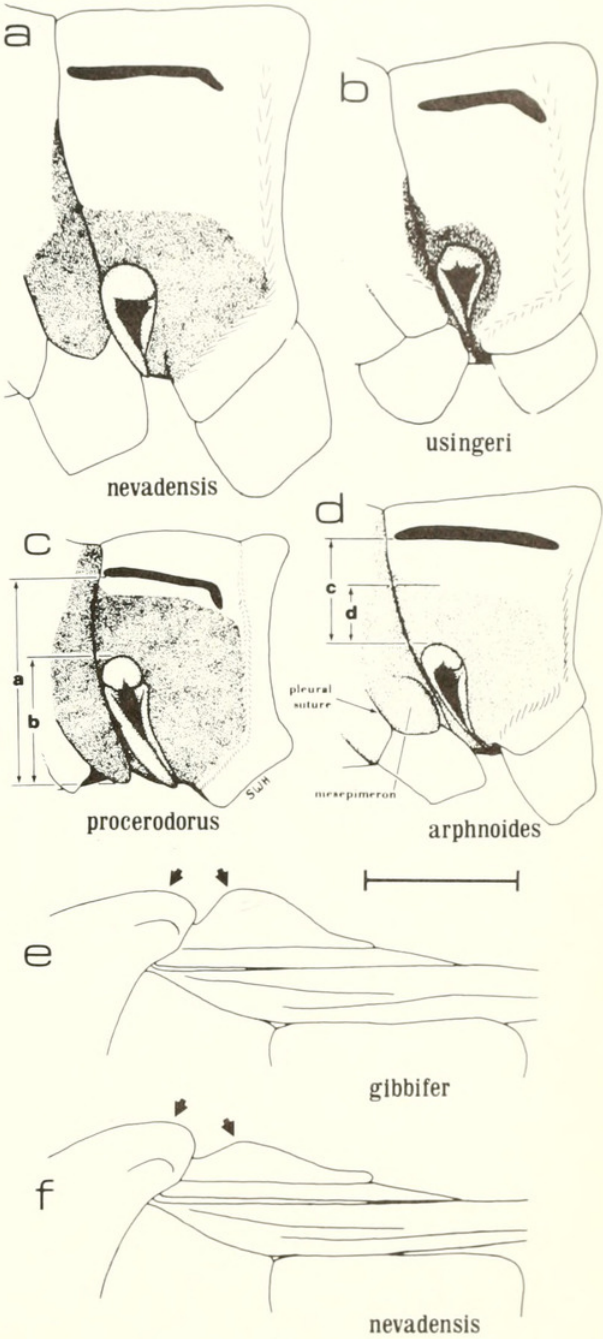 a
b
usingeri
nevadensis
c
d
c
d
a
b
pleural
suture
mesepimeron
SWH
procerodorus
arphnoides
e
gibbifer
f
nevadensis